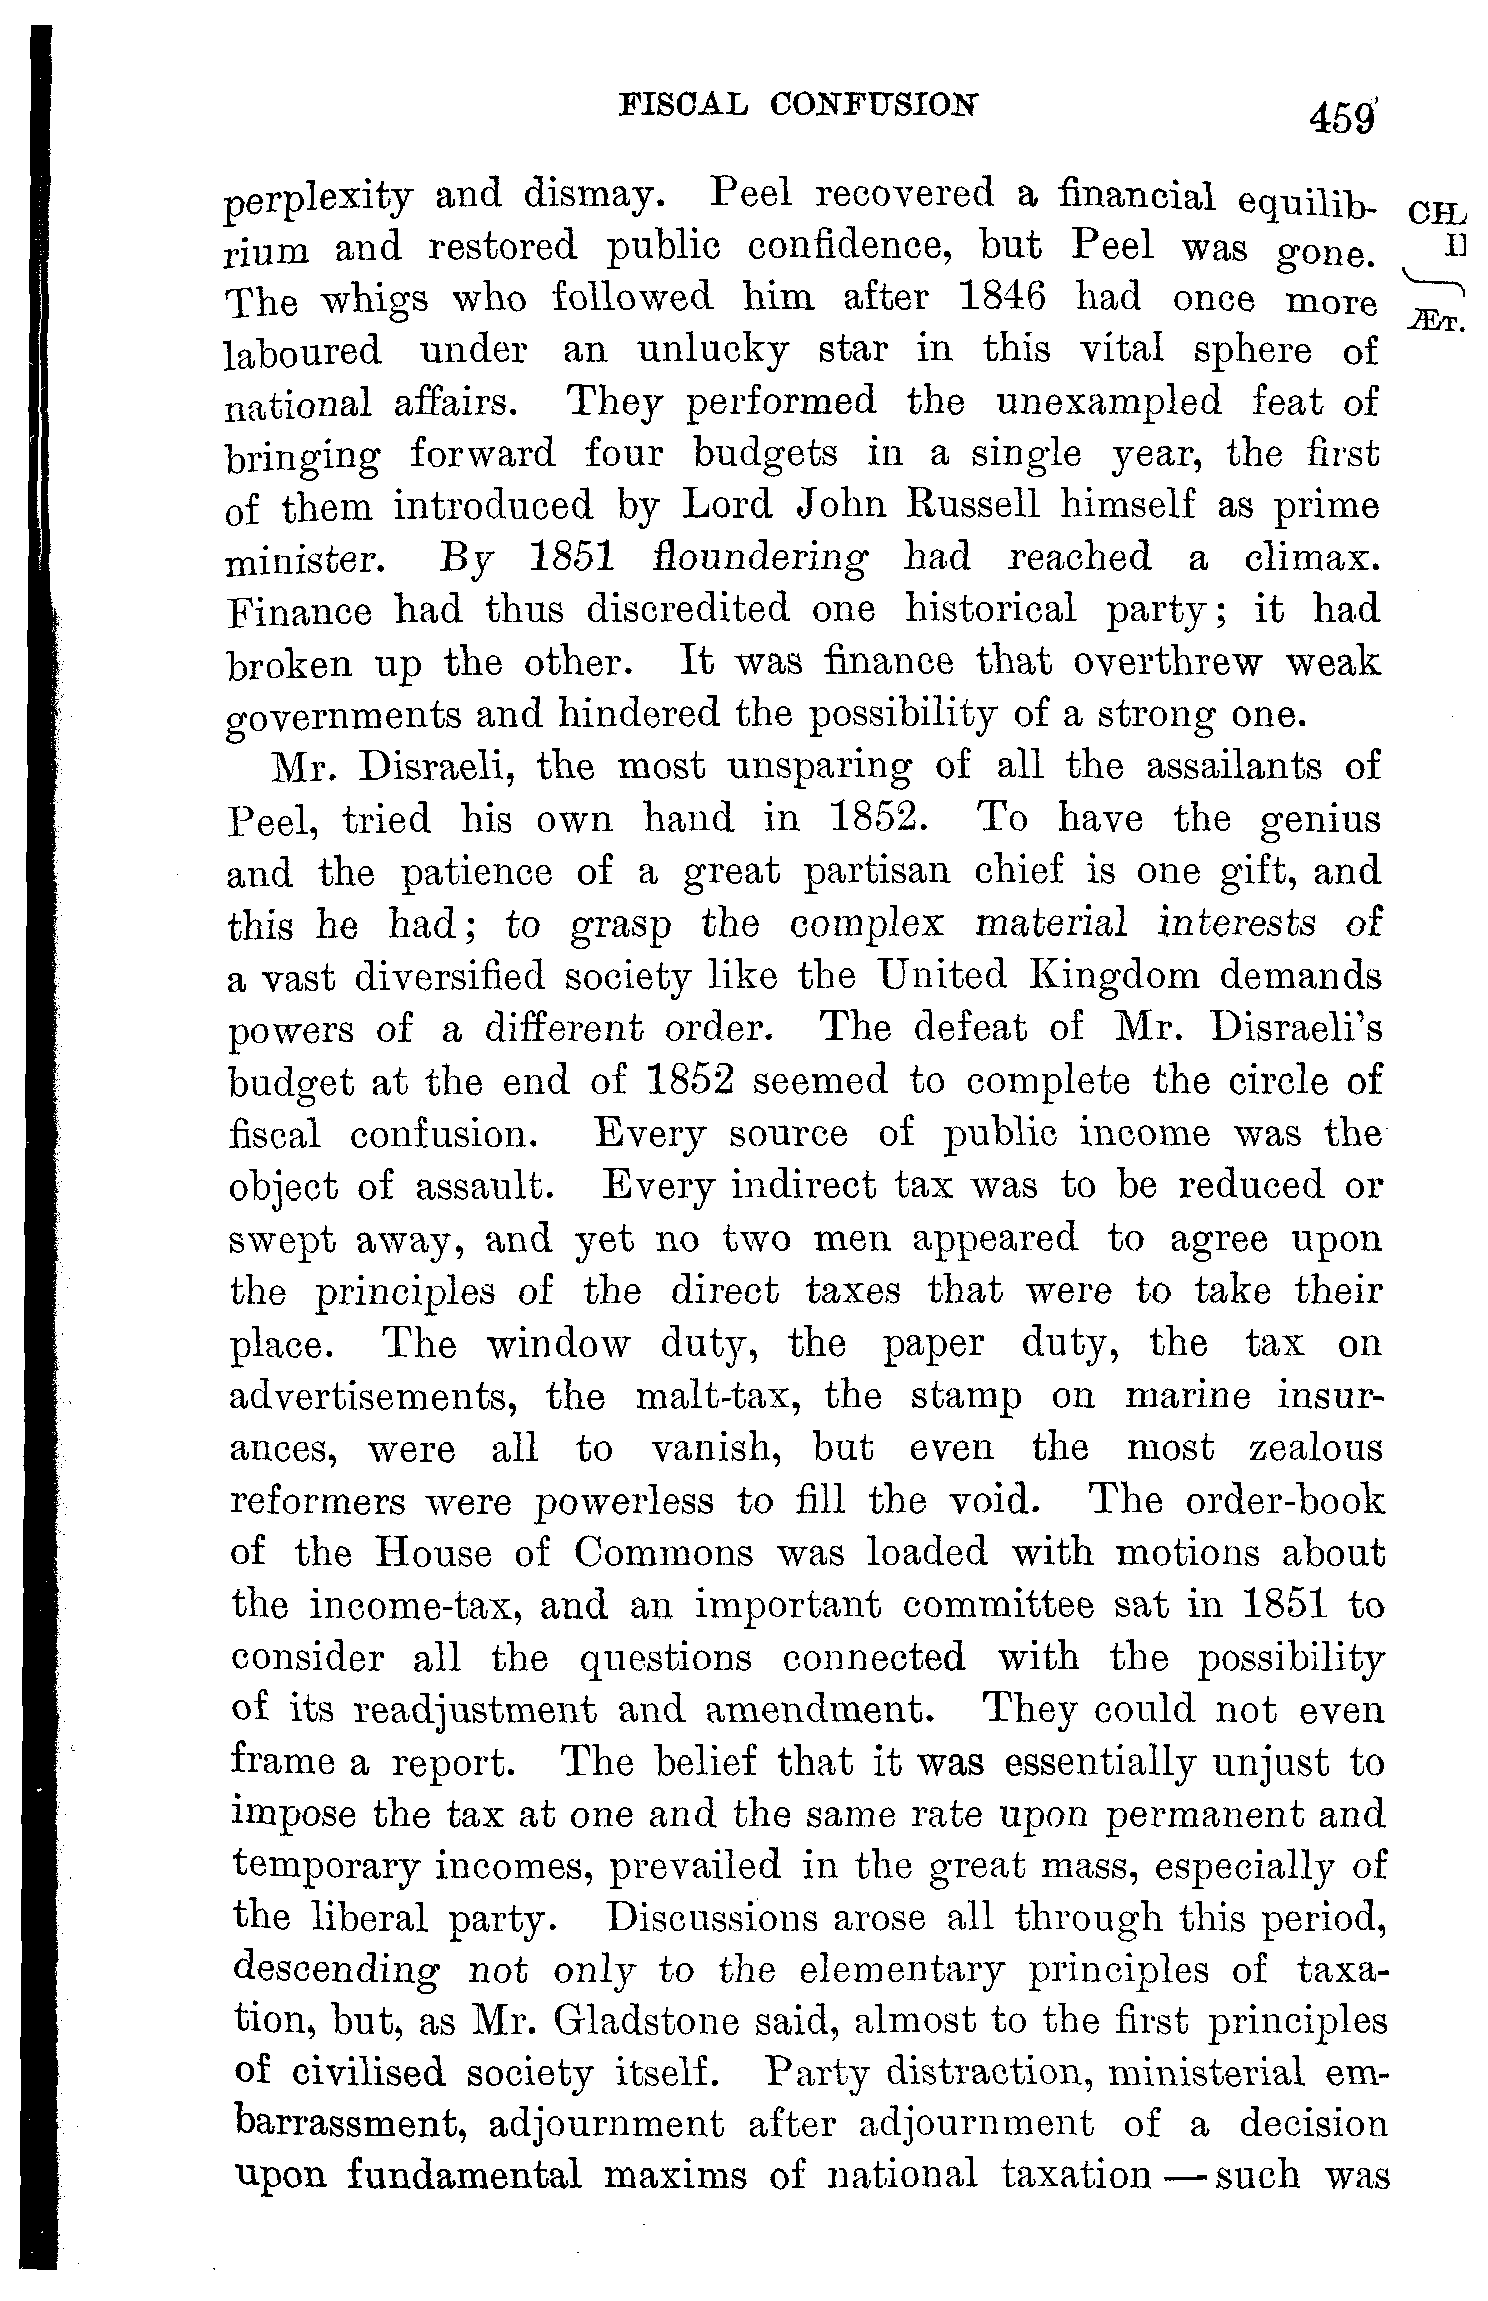 FISCAL CONFUSION
459
perplexity and dismay. Peel recovered a financial equilib-
rium and restored public confidence, but Peel was gone.
The whigs who followed him after 1846 had once more
laboured under an unlucky star in this vital sphere of
national affairs. They performed the unexampled feat of
bringing forward four budgets in a single year, the first
of them introduced by Lord John Russell himself as prime
minister. By 1851 floundering had reached a climax.
Finance had thus discredited one historical party; it had
broken up the other. It was finance that overthrew weak
governments and hindered the possibility of a strong one.
Mr. Disraeli, the most unsparing of all the assailants of
Peel, tried his own hand in 1852. To have the genius
and the patience of a great partisan chief is one gift, and
this he had; to grasp the complex material interests of
a vast diversified society like the United Kingdom demands
powers of a different order. The defeat of Mr. Disraeli's
budget at the end of 1852 seemed to complete the circle of
fiscal confusion. Every source of public income was the
object of assault. Every indirect tax was to be reduced or
swept away, and yet no two men appeared to agree upon
the principles of the direct taxes that were to take their
place. The window duty, the paper duty, the tax on
advertisements, the malt-tax, the stamp on marine insur-
ances, were all to vanish, but even the most zealous
reformers were powerless to fill the void. The order-book
of the House of Commons was loaded with motions about
the income-tax, and an important committee sat in 1851 to
consider all the questions connected with the possibility
of its readjustment and amendment. They could not even
frame a report. The belief that it was essentially unjust to
impose the tax at one and the same rate upon permanent and
temporary incomes, prevailed in the great mass, especially of
the liberal party. Discussions arose all through this period,
descending not only to the elementary principles of taxa-
tion, but, as Mr. Gladstone said, almost to the first principles
of civilised society itself. Party distraction, ministerial em-
barrassment, adjournment after adjournment of a decision
upon fundamental maxims of national taxation — such was
ÆT.